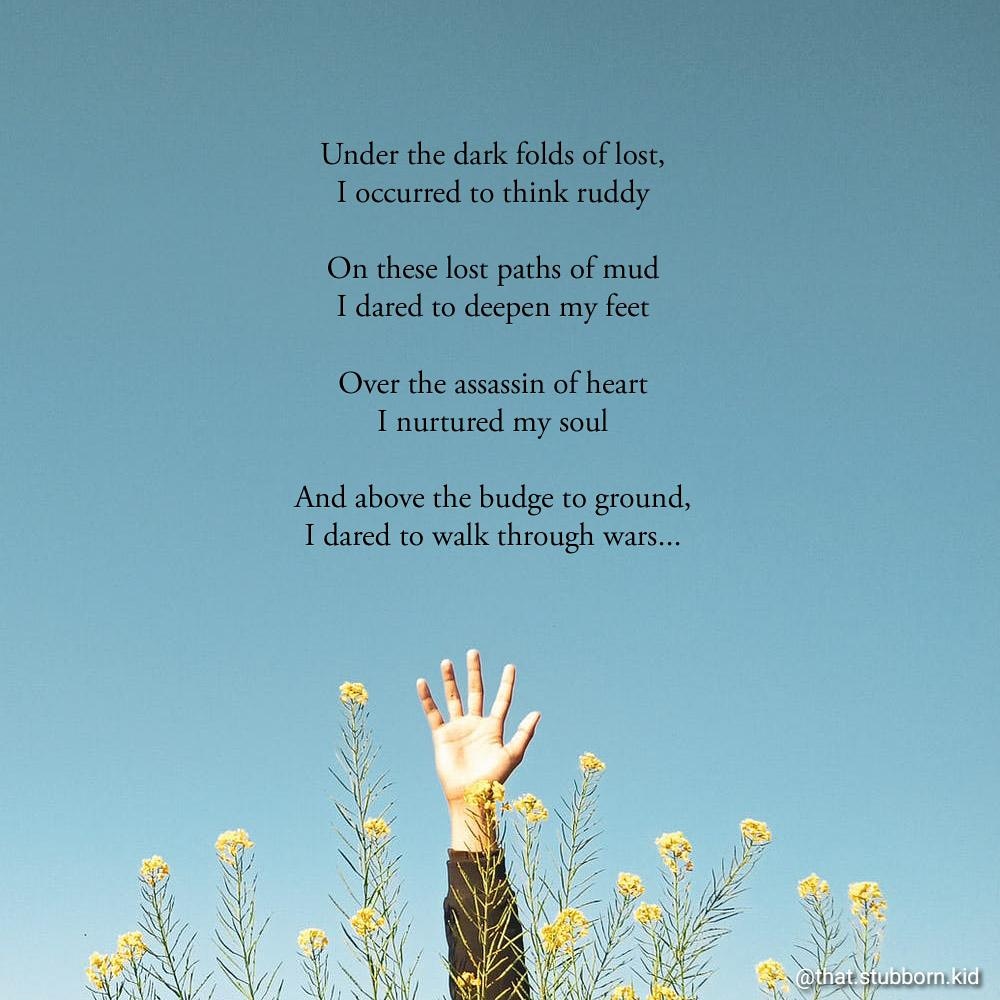 Under the dark folds of lost,
I occurred to think ruddy
On these lost paths of mud
I dared to deepen my feet
Over the assassin of heart
I nurtured my soul
And above the budge to ground,
I dared to walk through wars...
@that.stubborn.kid